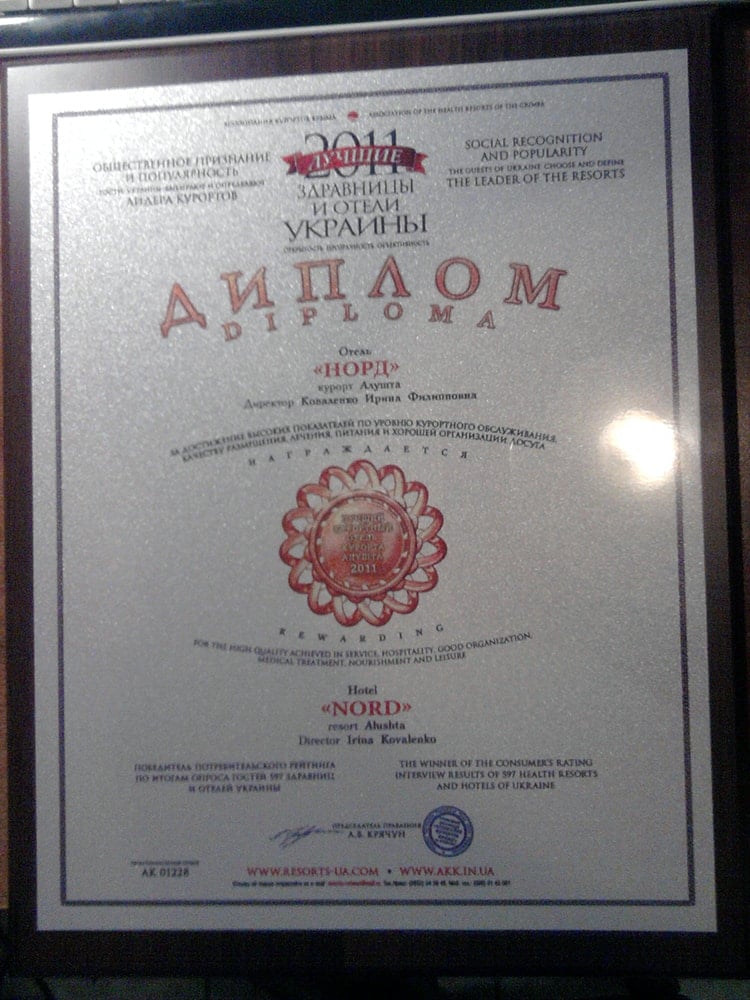 АССОЦИАЦИЯ КУРОРТОВ КРЫМА
ASSOCIATION OF THE HEALTH RESORTS OF THE CRIMEA
ОБЩЕСТВЕННОЕ ПРИЗНАНИЕ
И ПОПУЛЯРНОСТЬ
ГОСТИ УКРАИНЫ ВЫБИРАЮТ И ОПРЕДЕЛЯЮТ
ЛИДЕРА КУРОРТОВ
2011
ЛУЧШИЕ
ЗДРАВНИЦЫ
И ОТЕЛИ
УКРАИНЫ
ОТКРЫТОСТЬ ПРОЗРАЧНОСТЬ ОБЪЕКТИВНОСТЬ
SOCIAL RECOGNITION
AND POPULARITY
THE GUESTS OF UKRAINE CHOOSE AND DEFINE
THE LEADER OF THE RESORTS
ДИПЛОМ
DIPLOMA
Отель
«НОРД»
курорт Алушта
Директор Коваленко Ирина Филипповна
ЗА ДОСТИЖЕНИЕ ВЫСОКИХ ПОКАЗАТЕЛЕЙ ПО УРОВНЮ КУРОРТНОГО ОБСЛУЖИВАНИЯ,
КАЧЕСТВУ РАЗМЕЩЕНИЯ, ЛЕЧЕНИЯ, ПИТАНИЯ И ХОРОШЕЙ ОРГАНИЗАЦИИ ДОСУГА
НАГРАЖДАЕТСЯ
ОТЕЛЬ
КУРОРТА
АЛУШТА
2011
REWARDING
FOR THE HIGH QUALITY ACHIEVED IN SERVICE, HOSPITALITY, GOOD ORGANIZATION,
MEDICAL TREATMENT, NOURISHMENT AND LEISURE
Hotel
«NORD»
resort Alushta
Director Irina Kovalenko
ПОБЕДИТЕЛЬ ПОТРЕБИТЕЛЬСКОГО РЕЙТИНГА
ПО ИТОГАМ ОПРОСА ГОСТЕЙ 597 ЗДРАВНИЦ
И ОТЕЛЕЙ УКРАИНЫ
THE WINNER OF THE CONSUMER'S RATING
INTERVIEW RESULTS OF 597 HEALTH RESORTS
AND HOTELS OF UKRAINE
ПРЕДСЕДАТЕЛЬ ПРАВЛЕНИЯ
А.В. КРЯЧУН
АК 01228
WWW.RESORTS-UA.COM • WWW.AKK.IN.UA